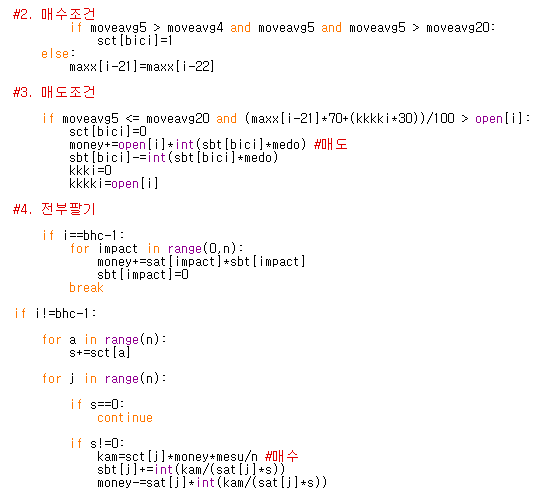 #2. 매수조건
if moveavg5 > moveavg4 and moveavg5 and moveavg5 > moveavg20:
sct[bici]=1
else:
maxx[i-21]=maxx[i-22]
#3. 매도조건
if moveavg5 <= moveavg20 and (maxx[i-21]*70+(kkkki*30))/100 > open[i]:
sct[bici]=0
money+=open[i]*int(sbt[bici]*medo) #매도
sbt[bici]-=int(sbt[bici]*medo)
kkki=0
kkkki=open[i]
#4. 전부팔기
if i==bhc-1:
for impact in range(0,n):
money+=sat[impact]*sbt[impact]
sbt[impact]=0
break
if i!=bhc-1:
for a in range(n):
s+=sct[a]
for j in range(n):
if s==0:
continue
if s!=0:
kam=sct[j]*money*mesu/n #매수
sbt[j]+=int(kam/(sat[j]*s))
money-=sat[j]*int(kam/(sat[j]*s))